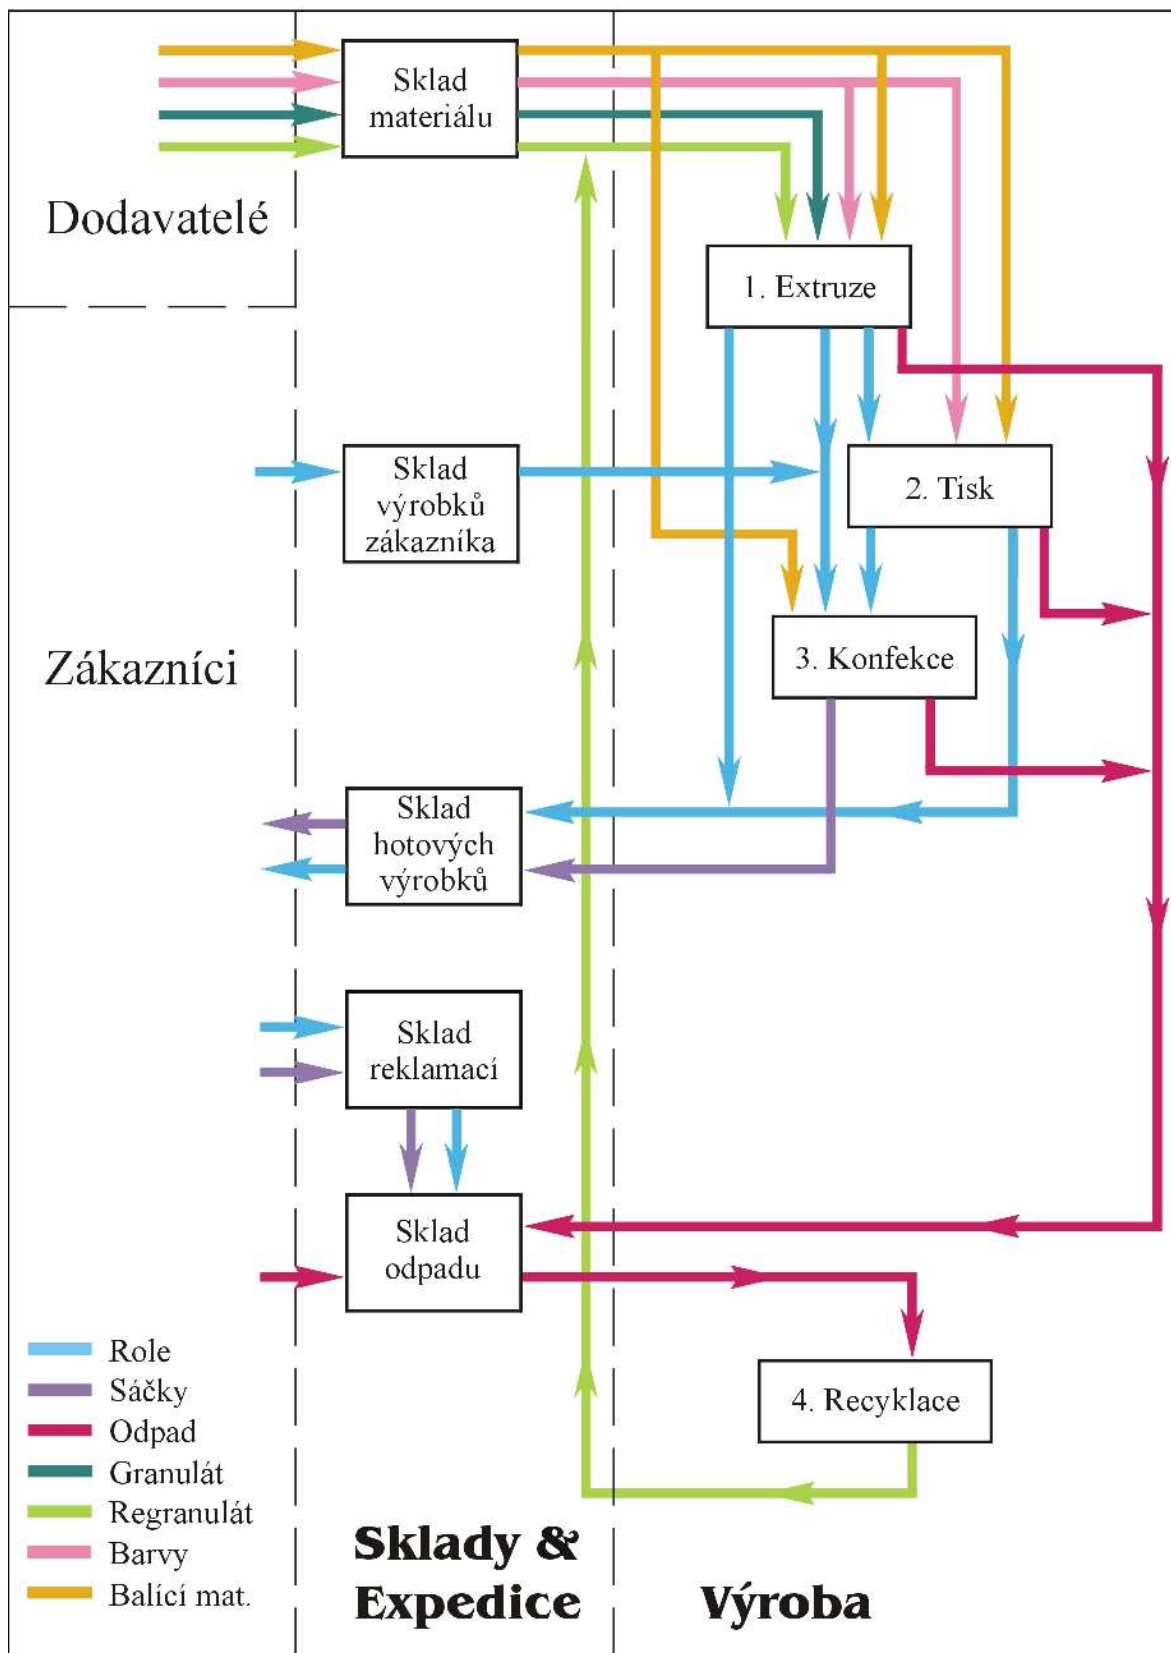 Sklad
materiálu
Dodavatelé
1. Extruze
Sklad
výrobků
zákazníka
2. Tisk
Zákazníci
3. Konfekce
Sklad
hotových
výrobků
Sklad
reklamací
Sklad
odpadu
4. Recyklace
Role
Sáčky
Odpad
Granulát
Regranulát
Barvy
Balící mat.
Sklady &
Expedice
Výroba